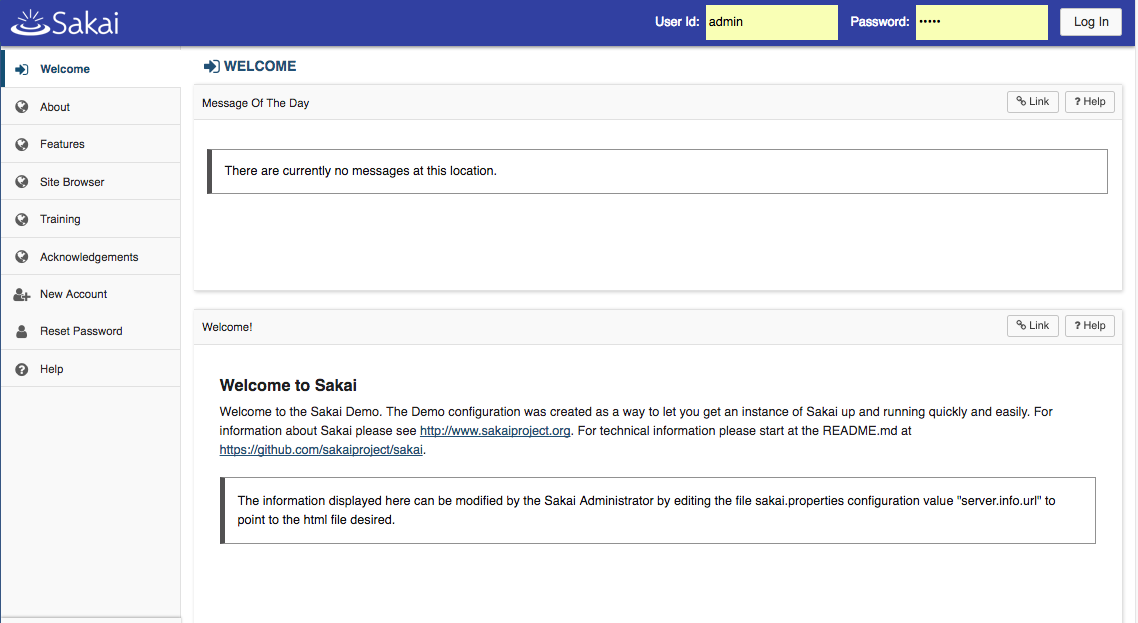 Sakai
User Id: admin Password: ••••• Log In
Welcome
About
Features
Site Browser
Training
Acknowledgements
New Account
Reset Password
Help
WELCOME
Message Of The Day Link ? Help
There are currently no messages at this location.
Welcome! Link ? Help
Welcome to Sakai
Welcome to the Sakai Demo. The Demo configuration was created as a way to let you get an instance of Sakai up and running quickly and easily. For
information about Sakai please see http://www.sakaiproject.org. For technical information please start at the README.md at
https://github.com/sakaiproject/sakai.
The information displayed here can be modified by the Sakai Administrator by editing the file sakai.properties configuration value "server.info.url" to
point to the html file desired.